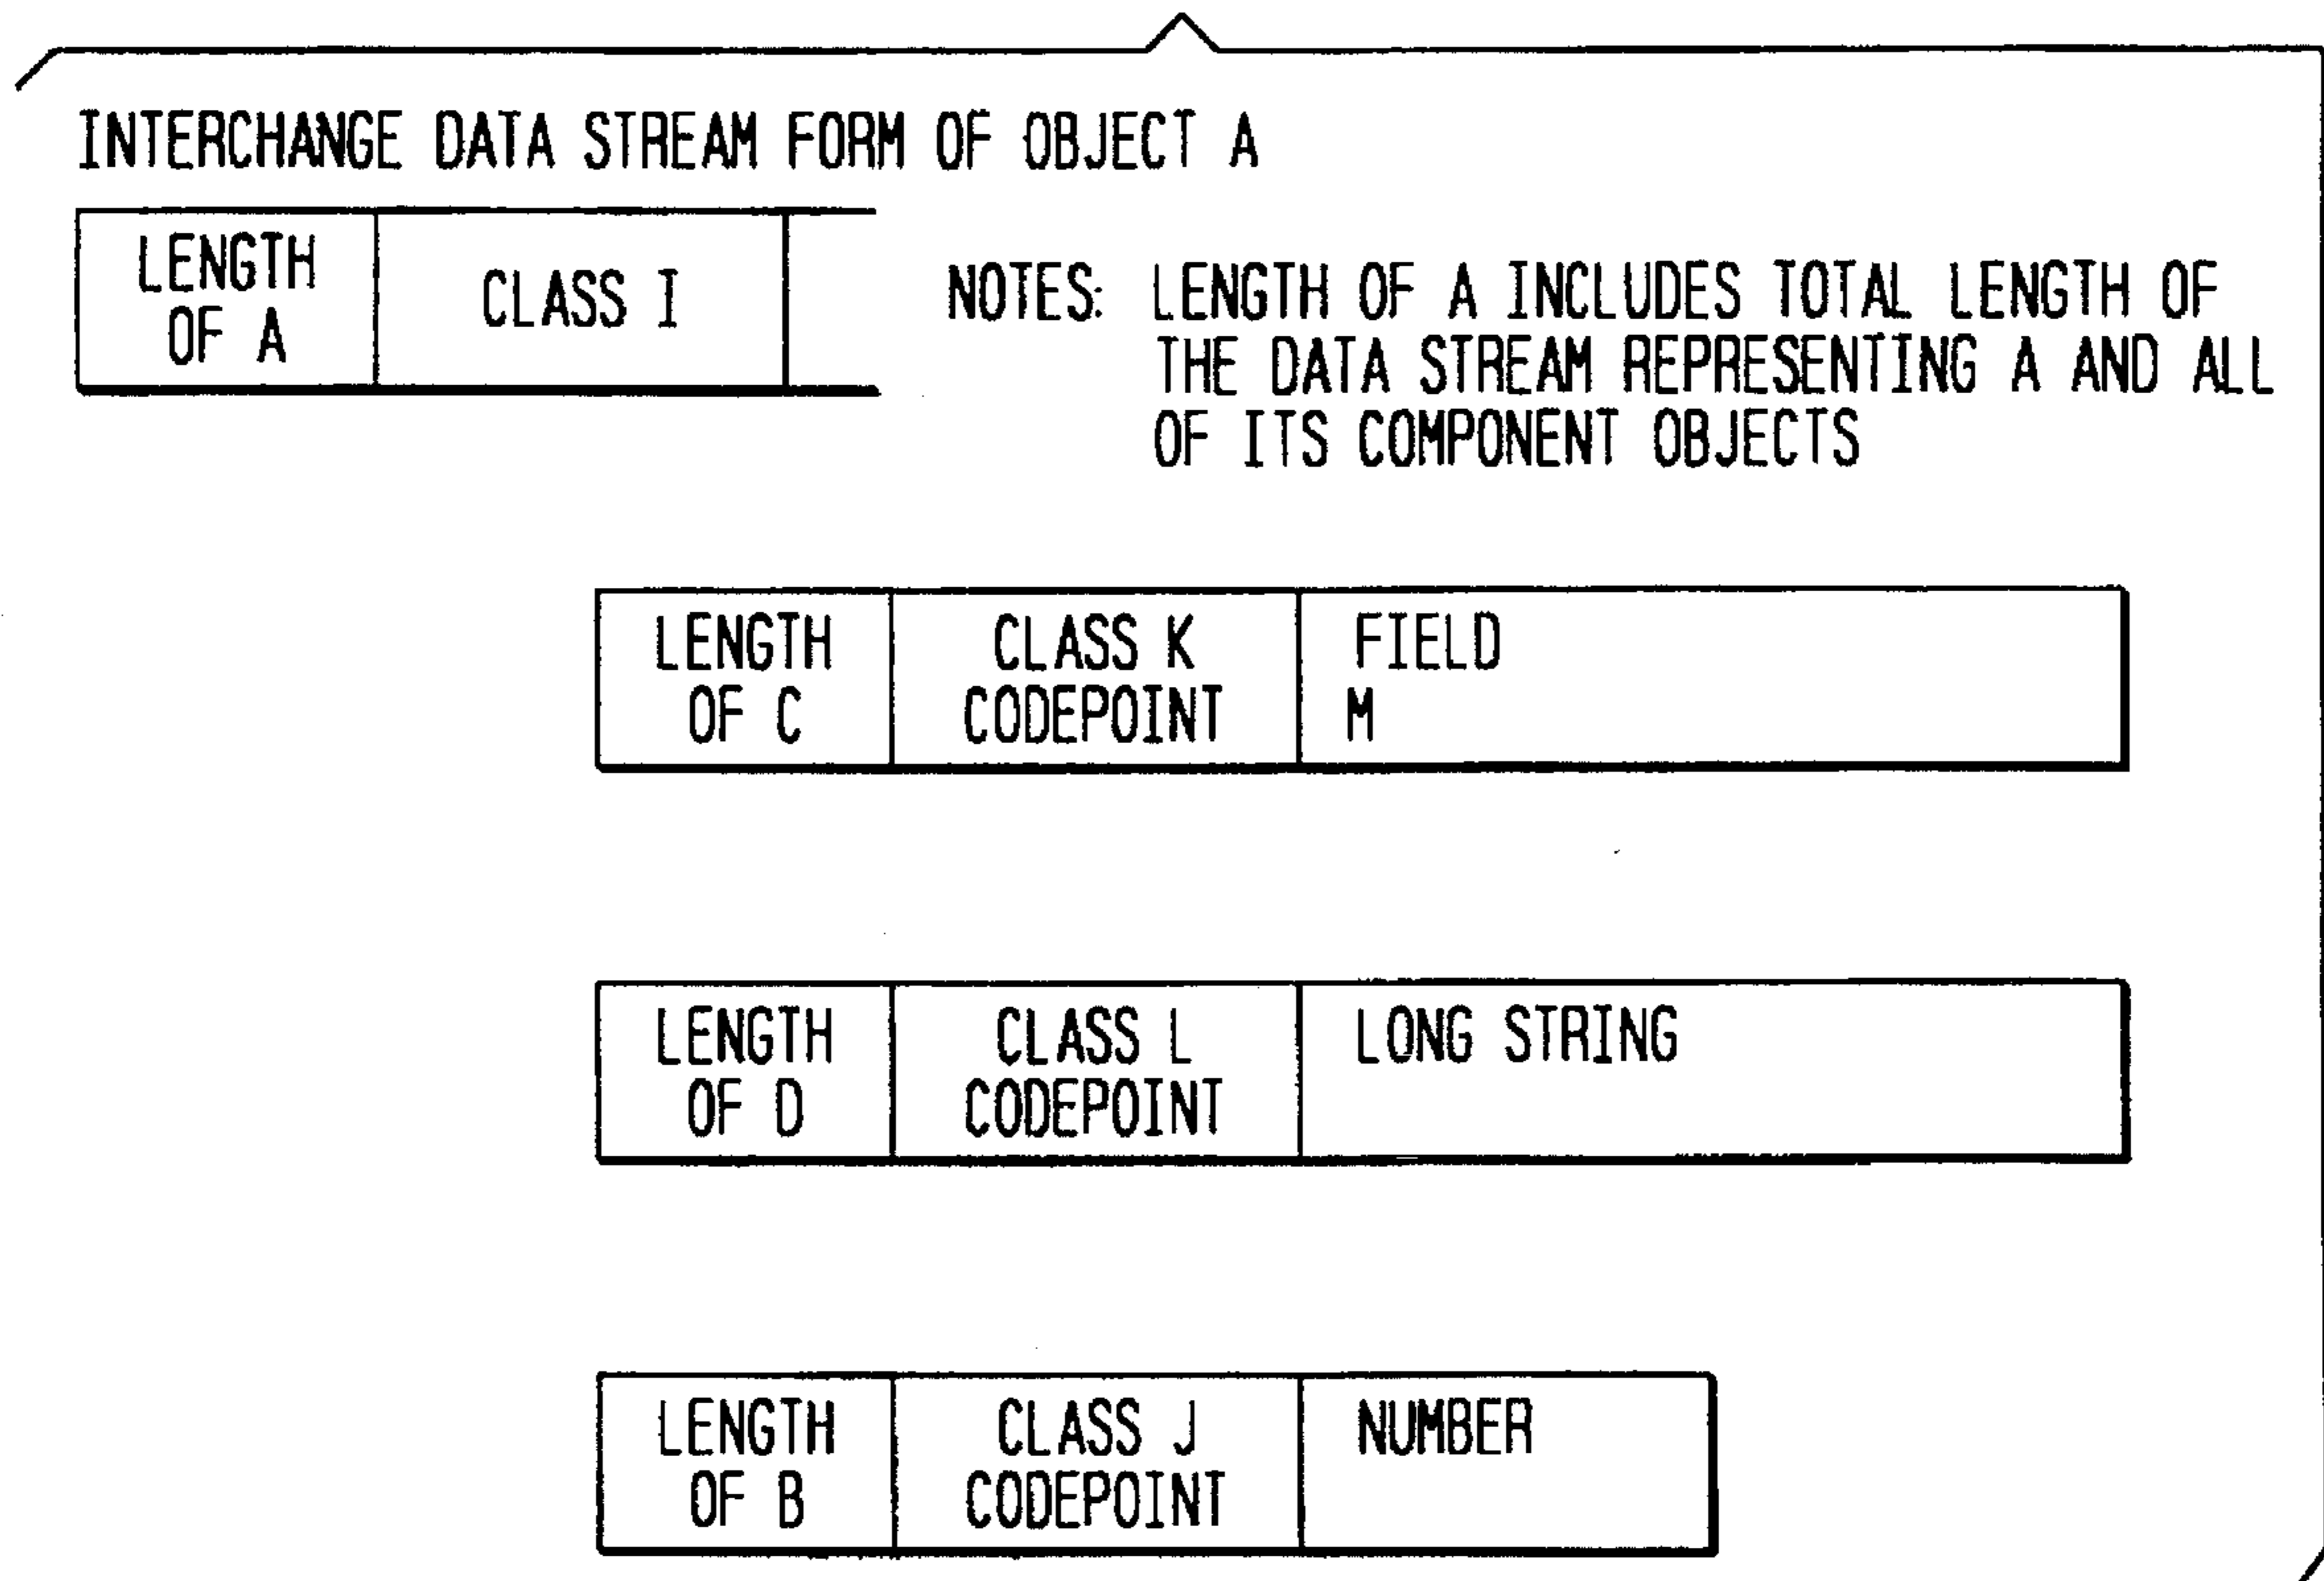 INTERCHANGE DATA STREAM FORM OF OBJECT A
LENGTH
OF A
CLASS I
NOTES: LENGTH OF A INCLUDES TOTAL LENGTH OF
THE DATA STREAM REPRESENTING A AND ALL
OF ITS COMPONENT OBJECTS
LENGTH
OF C
CLASS K
CODEPOINT
FIELD
M
LENGTH
OF D
CLASS L
CODEPOINT
LONG STRING
LENGTH
OF B
CLASS J
CODEPOINT
NUMBER